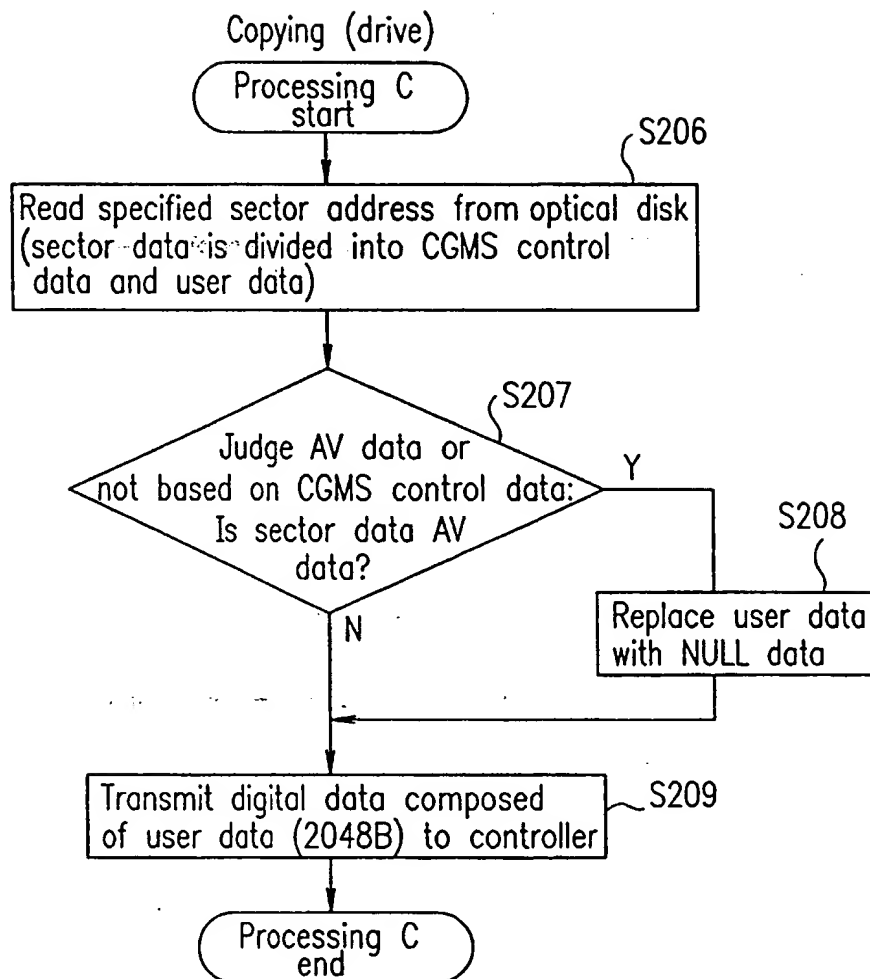 Copying (drive)
Processing C
start
S206
Read specified sector address from optical disk
(sector data is divided into CGMS control
data and user data)
S207
Judge AV data or
not based on CGMS control data:
Is sector data AV
data?
Y
N
S208
Replace user data
with NULL data
S209
Transmit digital data composed
of user data (2048B) to controller
Processing C
end